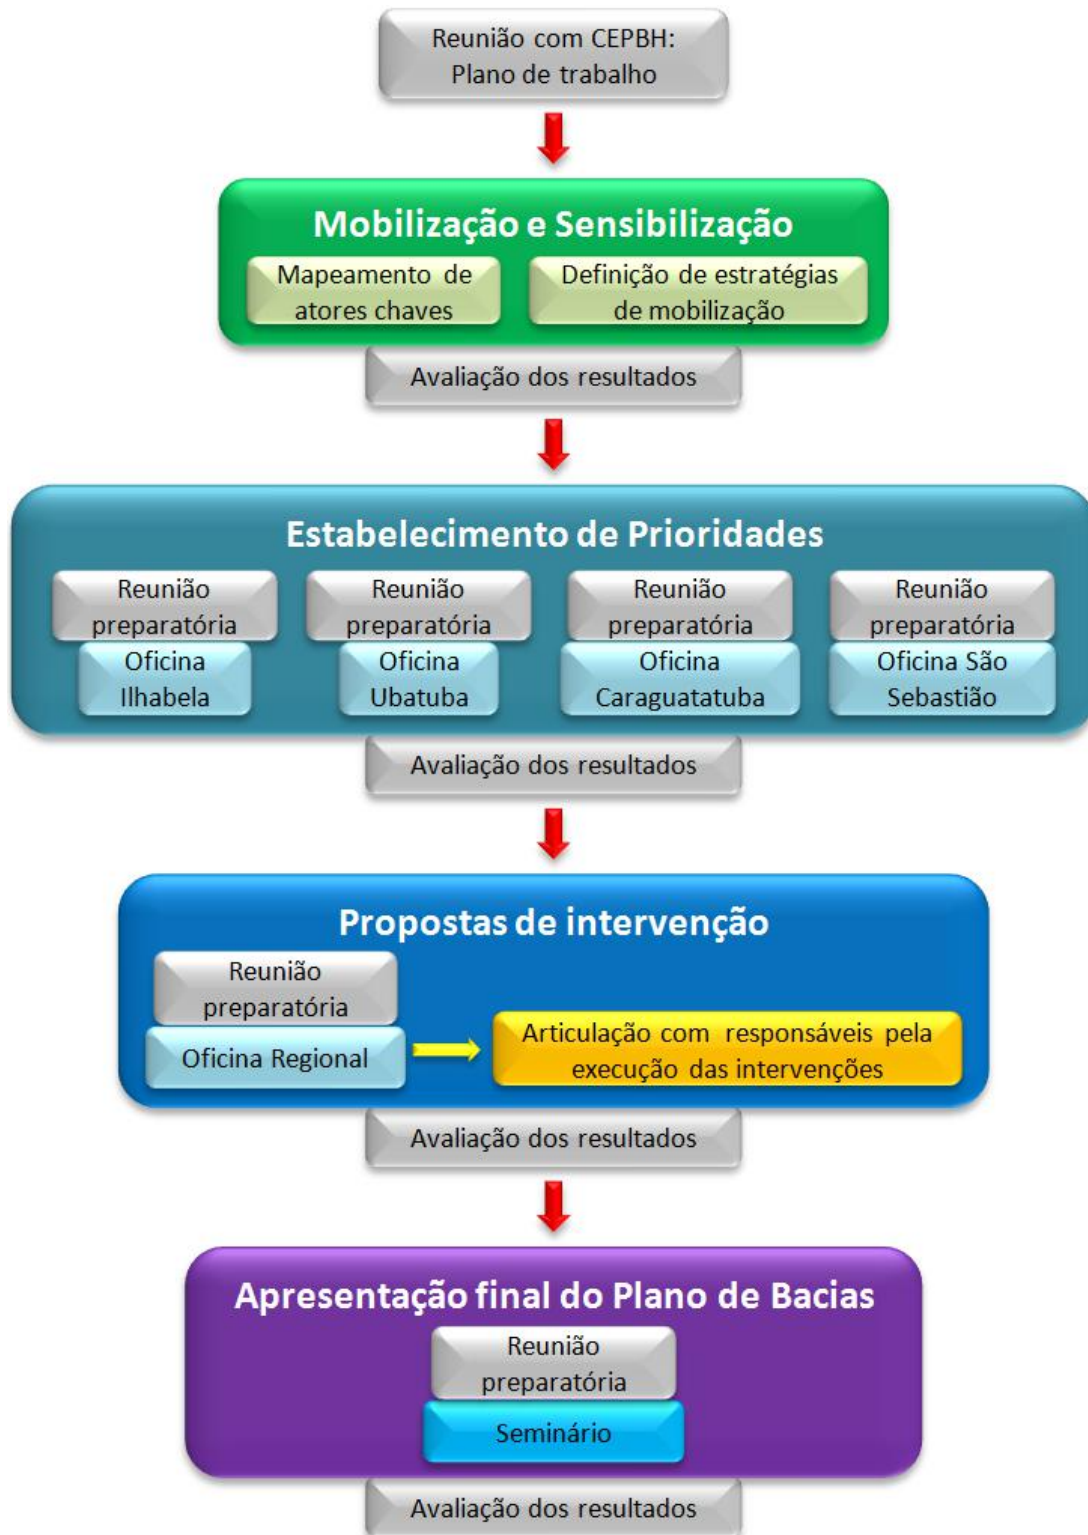 Reunião com CEPBH:
Plano de trabalho
Mobilização e Sensibilização
Mapeamento de
atores chaves
Definição de estratégias
de mobilização
Avaliação dos resultados
Estabelecimento de Prioridades
Reunião
preparatória
Oficina
Ilhabela
Reunião
preparatória
Oficina
Ubatuba
Reunião
preparatória
Oficina
Caraguatatuba
Reunião
preparatória
Oficina São
Sebastião
Avaliação dos resultados
Propostas de intervenção
Reunião
preparatória
Oficina Regional
Articulação com responsáveis pela
execução das intervenções
Avaliação dos resultados
Apresentação final do Plano de Bacias
Reunião
preparatória
Seminário
Avaliação dos resultados